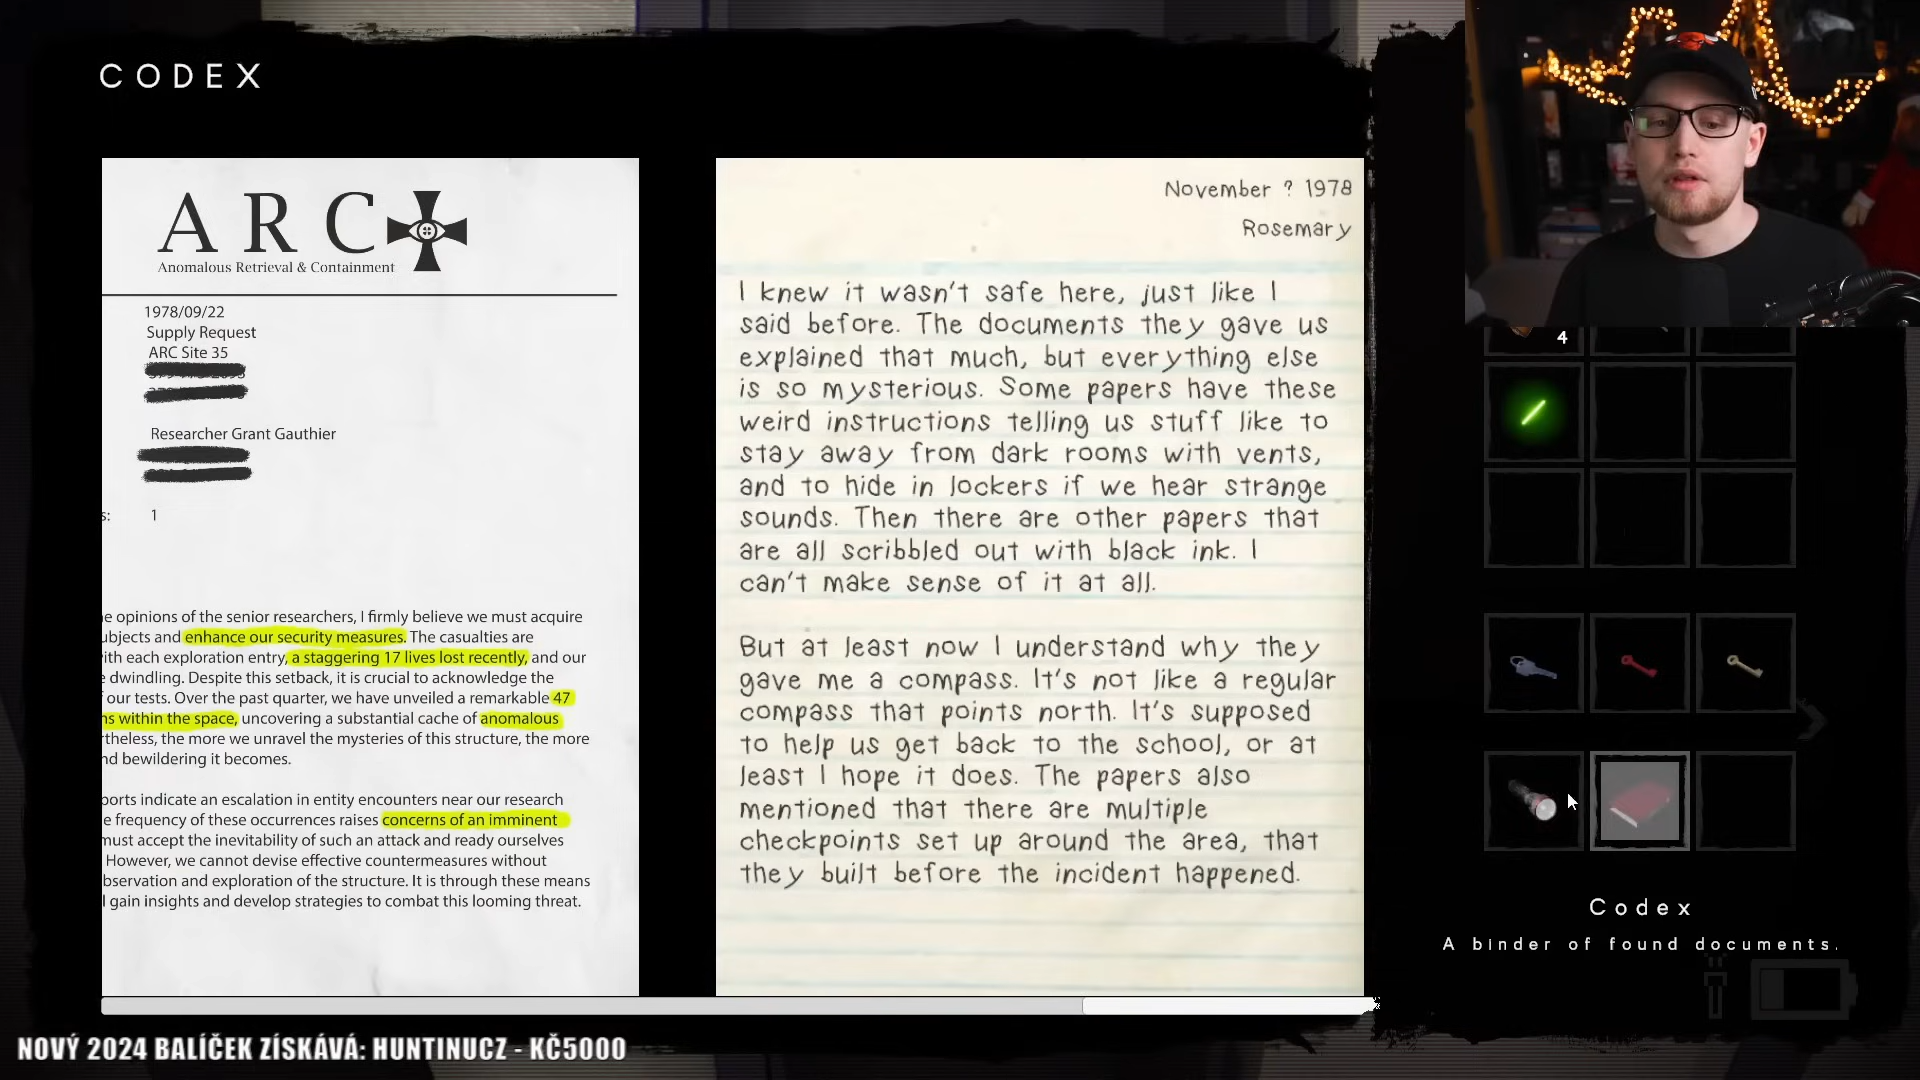 CODEX
ARC
Anomalous Retrieval & Containment
1978/09/22
Supply Request
ARC Site 35
Researcher Grant Gauthier
s: 1
opinions of the senior researchers, I firmly believe we must acquire
and enhance our security measures. The casualties are
with each exploration entry, a staggering 17 lives lost recently, and our
dwindling. Despite this setback, it is crucial to acknowledge the
our tests. Over the past quarter, we have unveiled a remarkable 47
within the space, uncovering a substantial cache of anomalous
the more we unravel the mysteries of this structure, the more
bewildering it becomes.
indicate an escalation in entity encounters near our research
frequency of these occurrences raises concerns of an imminent
must accept the inevitability of such an attack and ready ourselves
However, we cannot devise effective countermeasures without
and exploration of the structure. It is through these means
gain insights and develop strategies to combat this looming threat.
November ? 1978
Rosemary
I knew it wasn't safe here, just like I
said before. The documents they gave us
explained that much, but everything else
is so mysterious. Some papers have these
weird instructions telling us stuff like to
stay away from dark rooms with vents,
and to hide in lockers if we hear strange
sounds. Then there are other papers that
are all scribbled out with black ink. I
can't make sense of it at all.
But at least now I understand why they
gave me a compass. It's not like a regular
compass that points north. It's supposed
to help us get back to the school, or at
least I hope it does. The papers also
mentioned that there are multiple
checkpoints set up around the area, that
they built before the incident happened.
4
Codex
A binder of found documents.
NOVÝ 2024 BALÍČEK ZÍSKÁVÁ: HUNTINUCZ - KČ5000